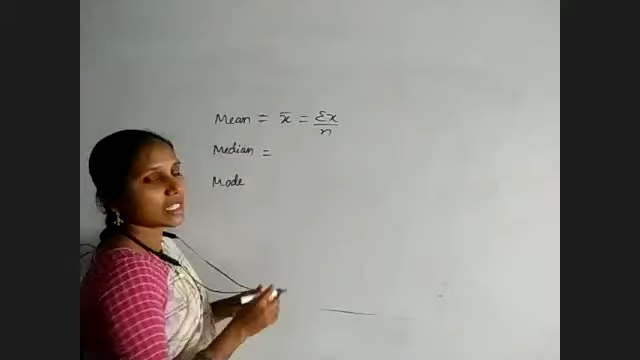 Mean = x̄ = Σx/n
Median =
Mode